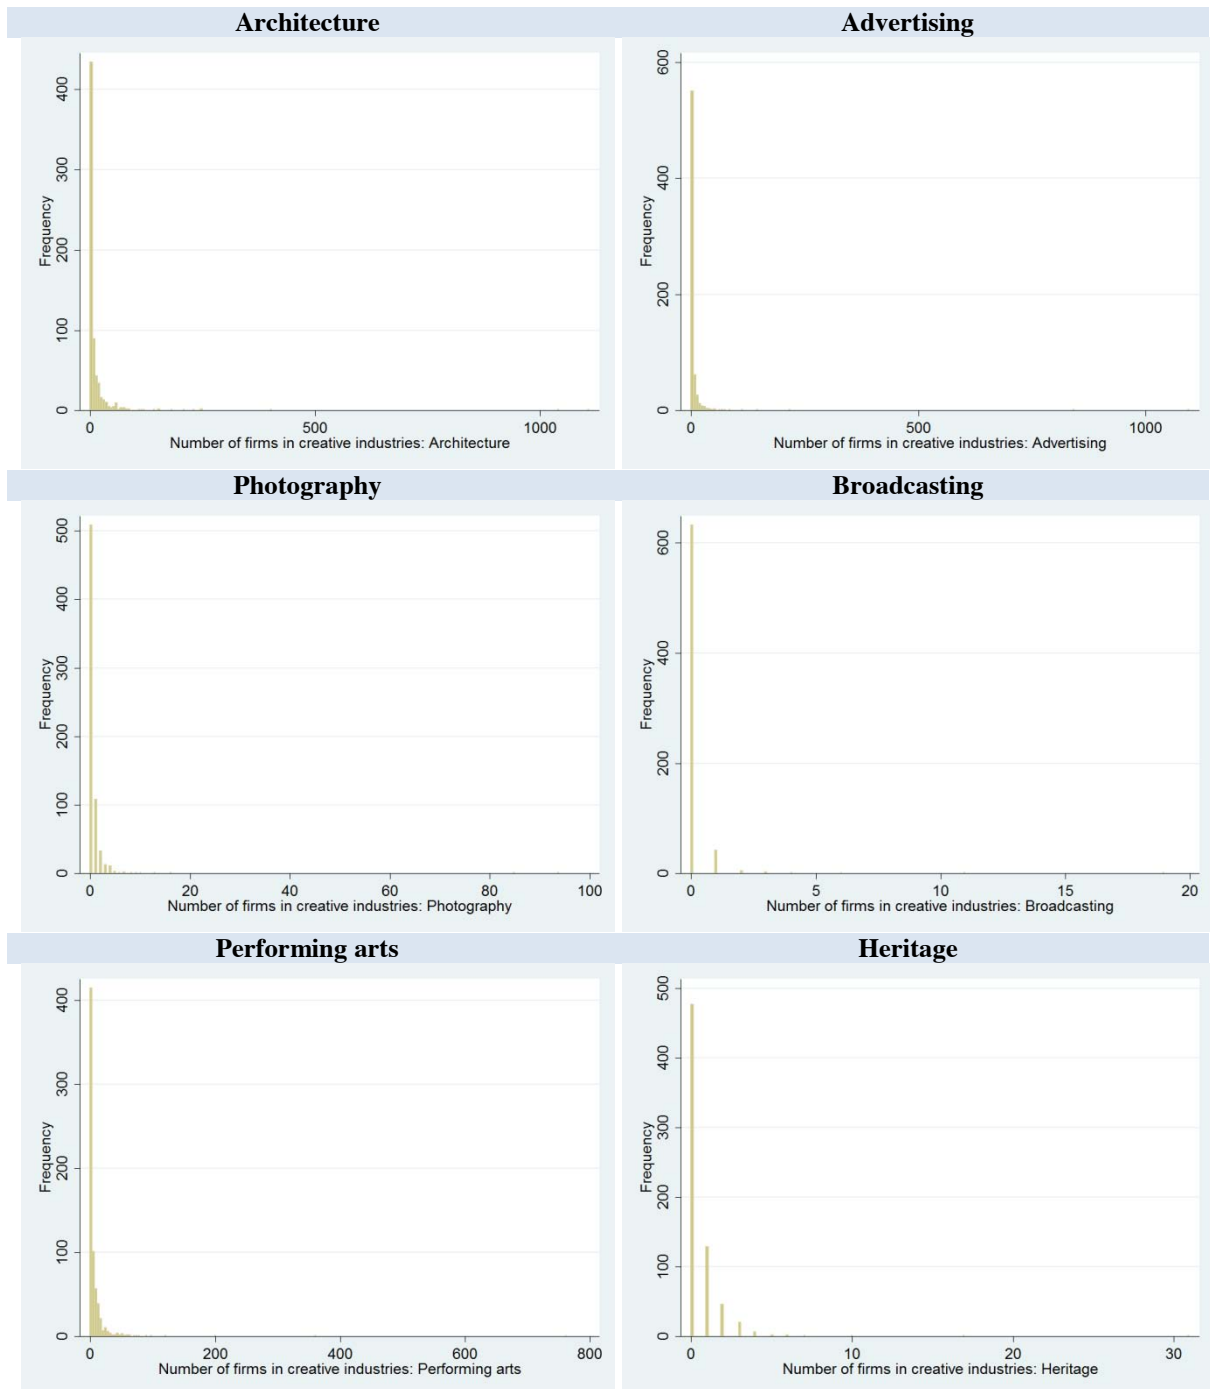 Architecture
Advertising
400
300
200
100
0
Frequency
0 500 1000
Number of firms in creative industries: Architecture
600
400
200
0
Frequency
0 500 1000
Number of firms in creative industries: Advertising
Photography
Broadcasting
500
400
300
200
100
0
Frequency
0 20 40 60 80 100
Number of firms in creative industries: Photography
600
400
200
0
Frequency
0 5 10 15 20
Number of firms in creative industries: Broadcasting
Performing arts
Heritage
400
300
200
100
0
Frequency
0 200 400 600 800
Number of firms in creative industries: Performing arts
500
400
300
200
100
0
Frequency
0 10 20 30
Number of firms in creative industries: Heritage